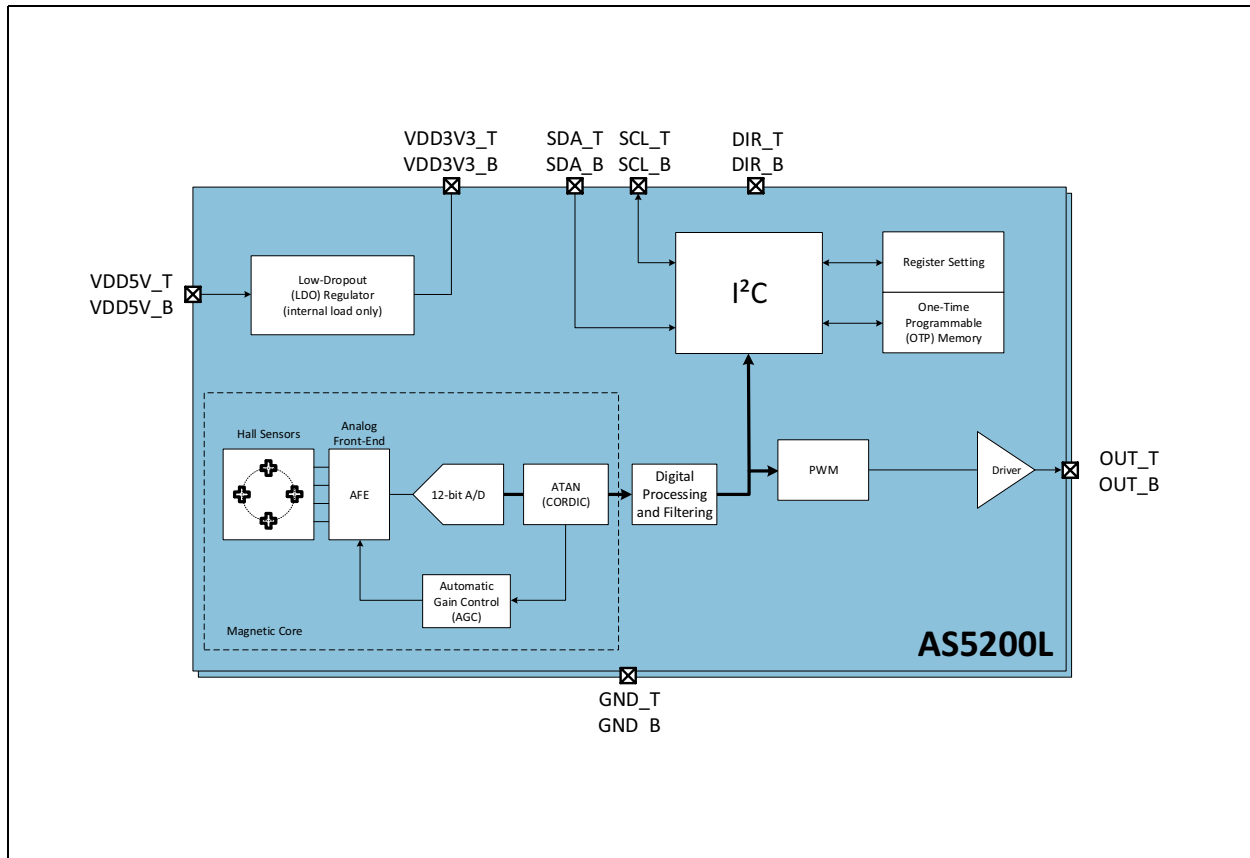 VDD3V3_T
VDD3V3_B
SDA_T
SDA_B
SCL_T
SCL_B
DIR_T
DIR_B
VDD5V_T
VDD5V_B
Low-Dropout
(LDO) Regulator
(internal load only)
I²C
Register Setting
One-Time
Programmable
(OTP) Memory
Hall Sensors
Analog
Front-End
AFE
12-bit A/D
ATAN
(CORDIC)
Digital
Processing
and Filtering
PWM
Driver
OUT_T
OUT_B
Automatic
Gain Control
(AGC)
Magnetic Core
AS5200L
GND_T
GND B